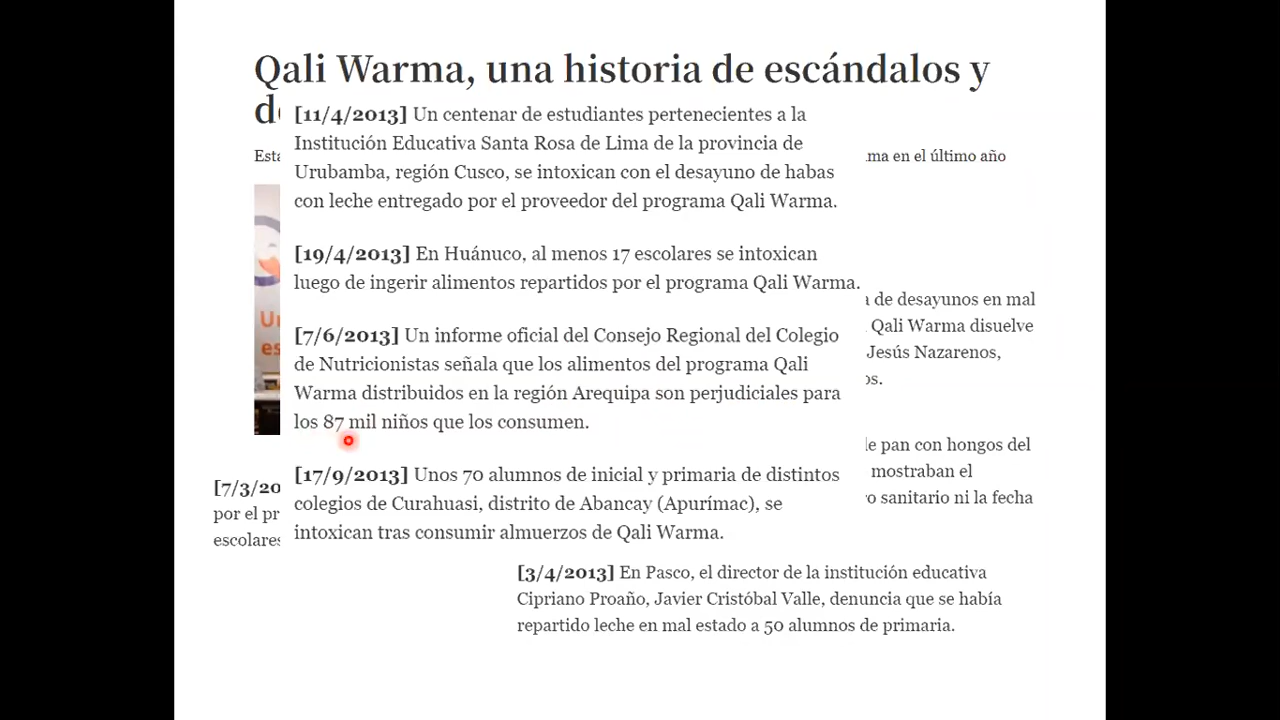 Qali Warma, una historia de escándalos y
[11/4/2013] Un centenar de estudiantes pertenecientes a la
Institución Educativa Santa Rosa de Lima de la provincia de
Urubamba, región Cusco, se intoxican con el desayuno de habas
con leche entregado por el proveedor del programa Qali Warma.
en el último año
[19/4/2013] En Huánuco, al menos 17 escolares se intoxican
luego de ingerir alimentos repartidos por el programa Qali Warma.
[7/6/2013] Un informe oficial del Consejo Regional del Colegio
de Nutricionistas señala que los alimentos del programa Qali
Warma distribuidos en la región Arequipa son perjudiciales para
los 87 mil niños que los consumen.
[17/9/2013] Unos 70 alumnos de inicial y primaria de distintos
colegios de Curahuasi, distrito de Abancay (Apurímac), se
intoxican tras consumir almuerzos de Qali Warma.
de desayunos en mal
Qali Warma disuelve
Jesús Nazarenos,
pan con hongos del
mostraban el
sanitario ni la fecha
[7/3/20
por el pr
escolares
[3/4/2013] En Pasco, el director de la institución educativa
Cipriano Proaño, Javier Cristóbal Valle, denuncia que se había
repartido leche en mal estado a 50 alumnos de primaria.